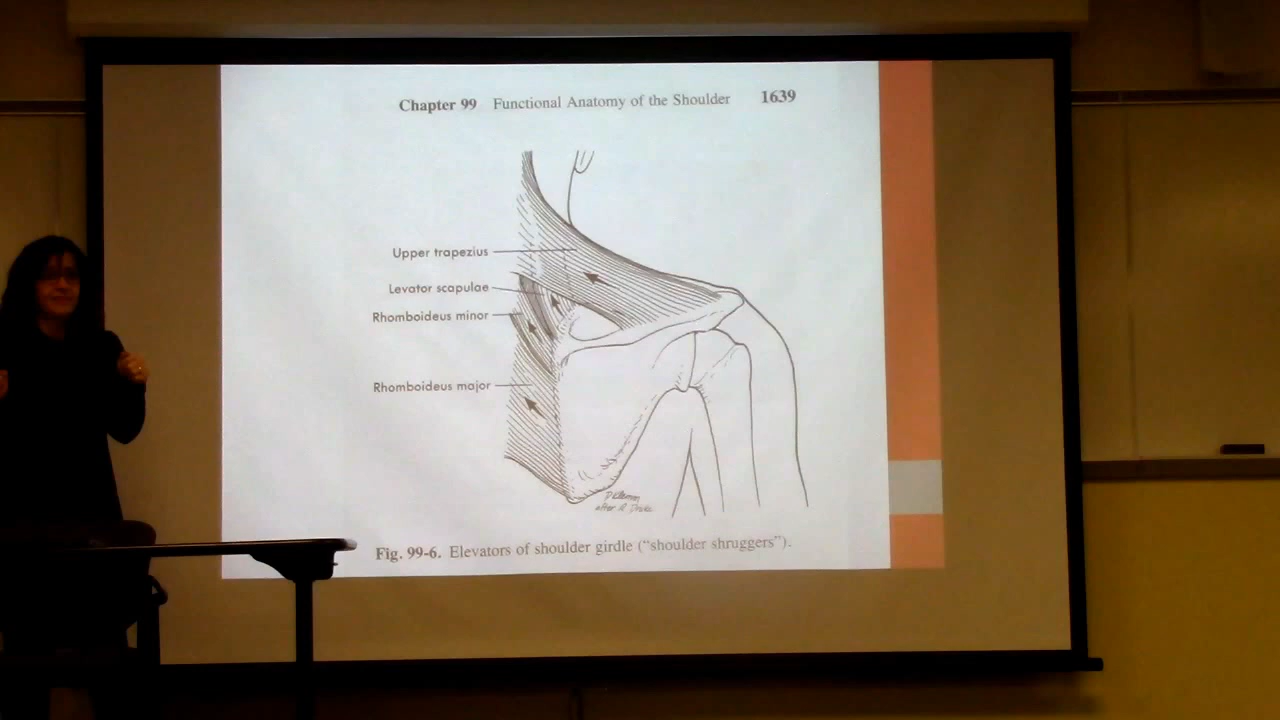 Chapter 99 Functional Anatomy of the Shoulder 1639
Upper trapezius
Levator scapulae
Rhomboideus minor
Rhomboideus major
Fig. 99-6. Elevators of shoulder girdle ("shoulder shruggers").